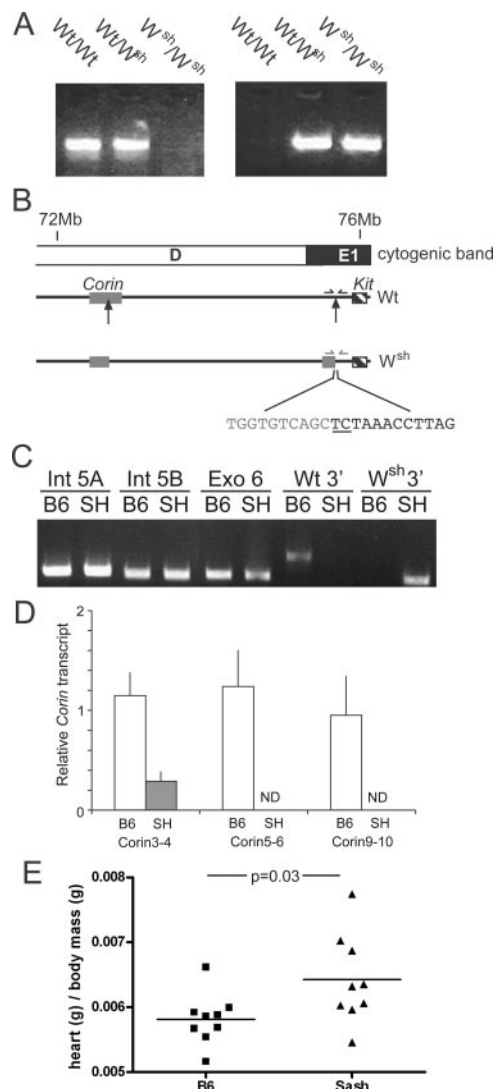 A
Wt/Wt
Wt/Wsh
Wsh/Wsh
Wt/Wt
Wt/Wsh
Wsh/Wsh
B
72Mb 76Mb
D E1 cytogenic band
Corin Kit
Wt
Wsh
TGGTGTCAGCTCTAAACCTTAG
C
Int 5A Int 5B Exo 6 Wt 3' Wsh3'
B6 SH B6 SH B6 SH B6 SH B6 SH
D
Relative Corin transcript
2
1
0
ND ND
B6 SH B6 SH B6 SH
Corin3-4 Corin5-6 Corin9-10
E
heart (g) / body mass (g)
0.008
0.007
0.006
0.005
p=0.03
B6 Sash